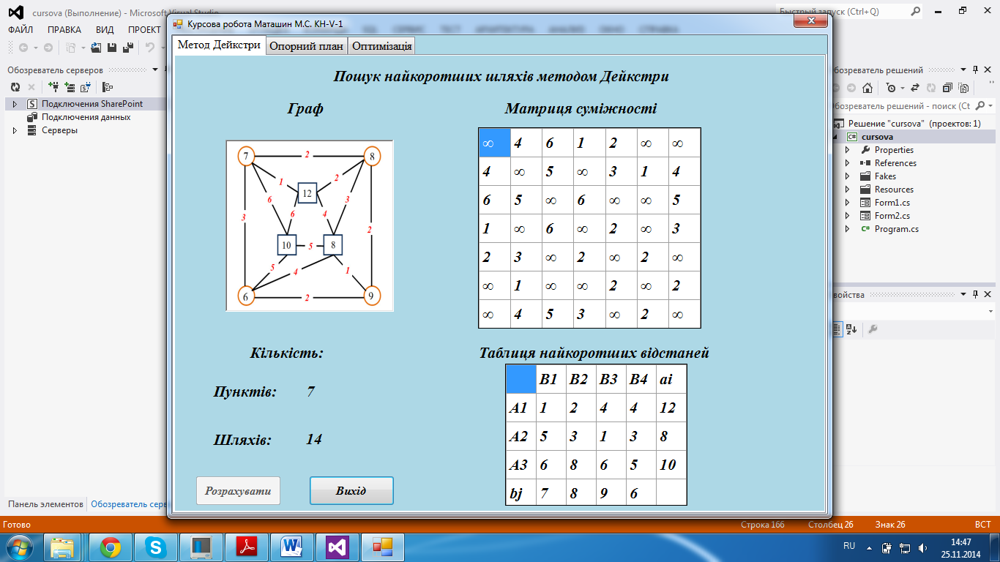 cursova (Выполнение) - Microsoft Visual Studio
Быстрый запуск (Ctrl+Q)
ФАЙЛ ПРАВКА ВИД ПРОЕКТ
Обозреватель серверов
Подключения SharePoint
Подключения данных
Серверы
Панель элементов
Обозреватель серв
Курсова робота Маташин М.С. КН-V-1
Метод Дейкстри Опорний план Оптимізація
Пошук найкоротших шляхів методом Дейкстри
Граф
7 2 8
1 2
12
6 6 4 3
3 2
10 5 8
5 4 1
6 2 9
Кількість:
Пунктів: 7
Шляхів: 14
Розрахувати Вихід
Матриця суміжності
∞ 4 6 1 2 ∞ ∞
4 ∞ 5 ∞ 3 1 4
6 5 ∞ 6 ∞ ∞ 5
1 ∞ 6 ∞ 2 ∞ 3
2 3 ∞ 2 ∞ 2 ∞
∞ 1 ∞ ∞ 2 ∞ 2
∞ 4 5 3 ∞ 2 ∞
Таблиця найкоротших відстаней
B1 B2 B3 B4 ai
A1 1 2 4 4 12
A2 5 3 1 3 8
A3 6 8 6 5 10
bj 7 8 9 6
бозреватель решений
бозреватель решений - поиск (Ct
Решение "cursova" (проектов: 1)
cursova
Properties
References
Fakes
Resources
Form1.cs
Form2.cs
Program.cs
войства
Готово Строка 166 Столбец 26 Знак 26 ВСТ
RU
14:47
25.11.2014